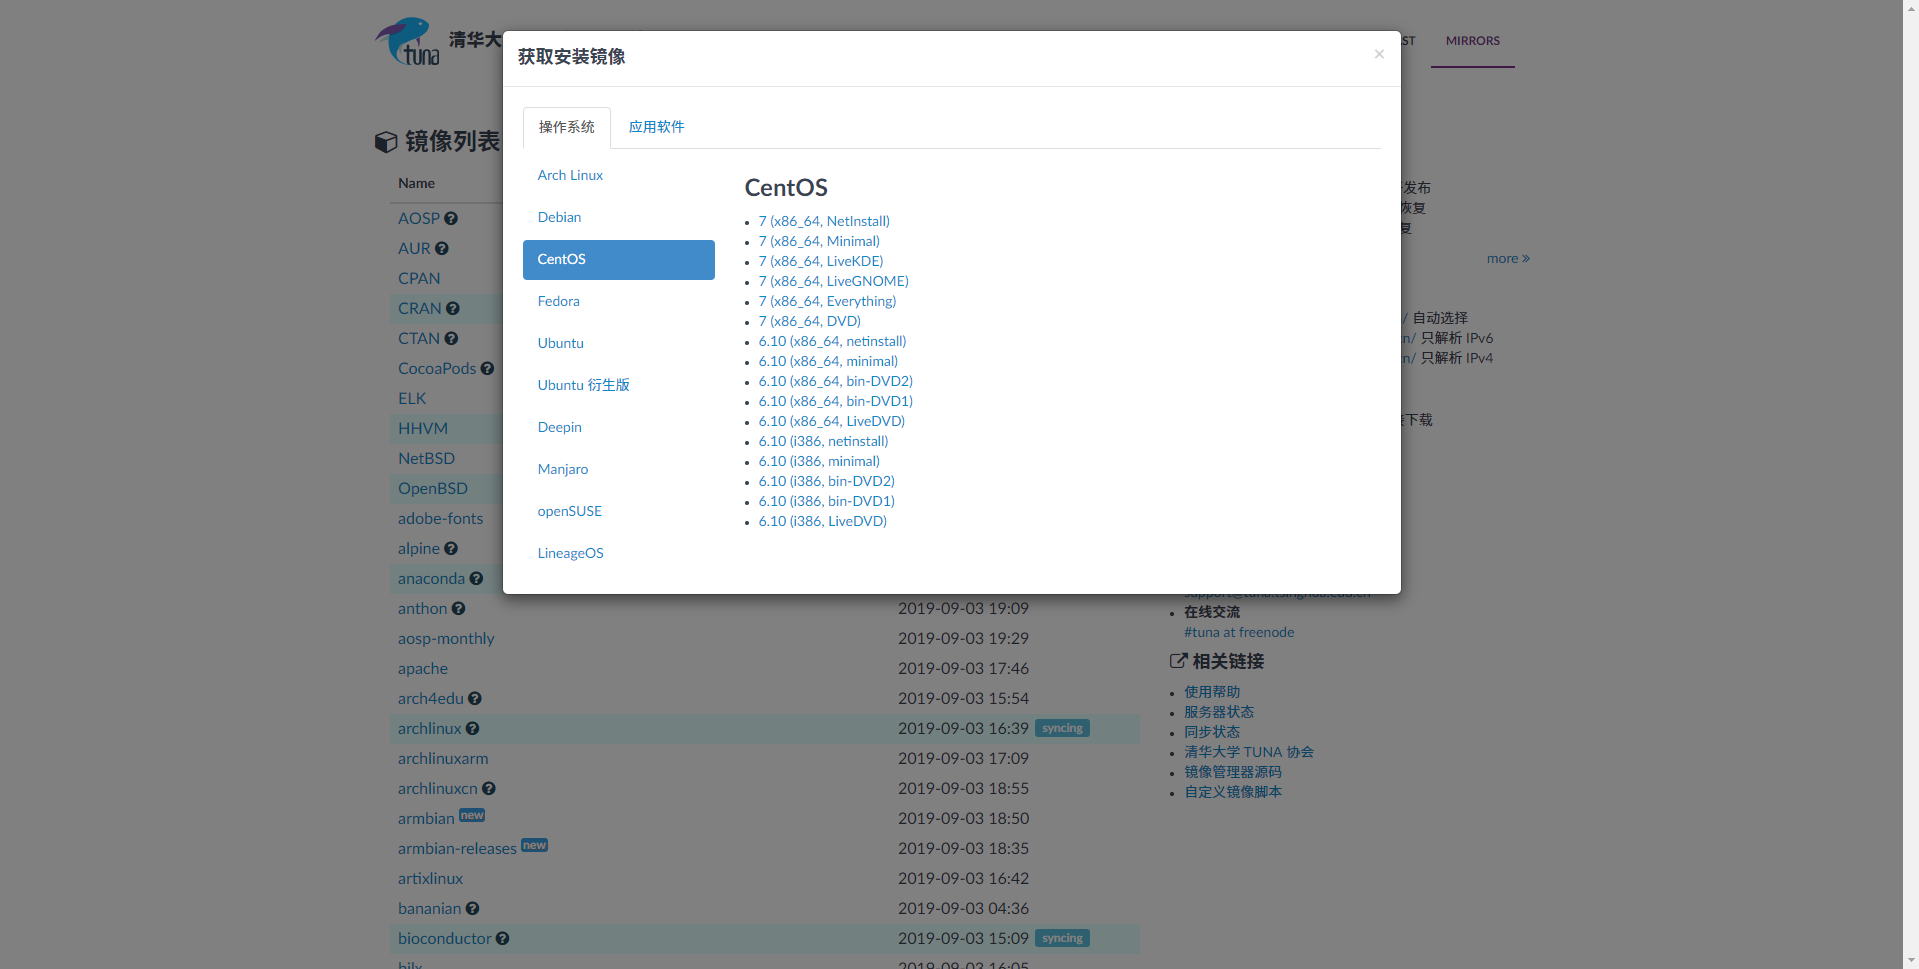 tuna
清华大
ST
MIRRORS
获取安装镜像
×
操作系统
应用软件
Arch Linux
Debian
CentOS
Fedora
Ubuntu
Ubuntu 衍生版
Deepin
Manjaro
openSUSE
LineageOS
CentOS
7 (x86_64, NetInstall)
7 (x86_64, Minimal)
7 (x86_64, LiveKDE)
7 (x86_64, LiveGNOME)
7 (x86_64, Everything)
7 (x86_64, DVD)
6.10 (x86_64, netinstall)
6.10 (x86_64, minimal)
6.10 (x86_64, bin-DVD2)
6.10 (x86_64, bin-DVD1)
6.10 (x86_64, LiveDVD)
6.10 (i386, netinstall)
6.10 (i386, minimal)
6.10 (i386, bin-DVD2)
6.10 (i386, bin-DVD1)
6.10 (i386, LiveDVD)
镜像列表
Name
AOSP
AUR
CPAN
CRAN
CTAN
CocoaPods
ELK
HHVM
NetBSD
OpenBSD
adobe-fonts
alpine
anaconda
anthon 2019-09-03 19:09
aosp-monthly 2019-09-03 19:29
apache 2019-09-03 17:46
arch4edu 2019-09-03 15:54
archlinux 2019-09-03 16:39 syncing
archlinuxarm 2019-09-03 17:09
archlinuxcn 2019-09-03 18:55
armbian new 2019-09-03 18:50
armbian-releases new 2019-09-03 18:35
artixlinux 2019-09-03 16:42
bananian 2019-09-03 04:36
bioconductor 2019-09-03 15:09 syncing
发布
恢复
复
more »
/ 自动选择
cn/ 只解析 IPv6
cn/ 只解析 IPv4
下载
在线交流
#tuna at freenode
相关链接
使用帮助
服务器状态
同步状态
清华大学 TUNA 协会
镜像管理器源码
自定义镜像脚本